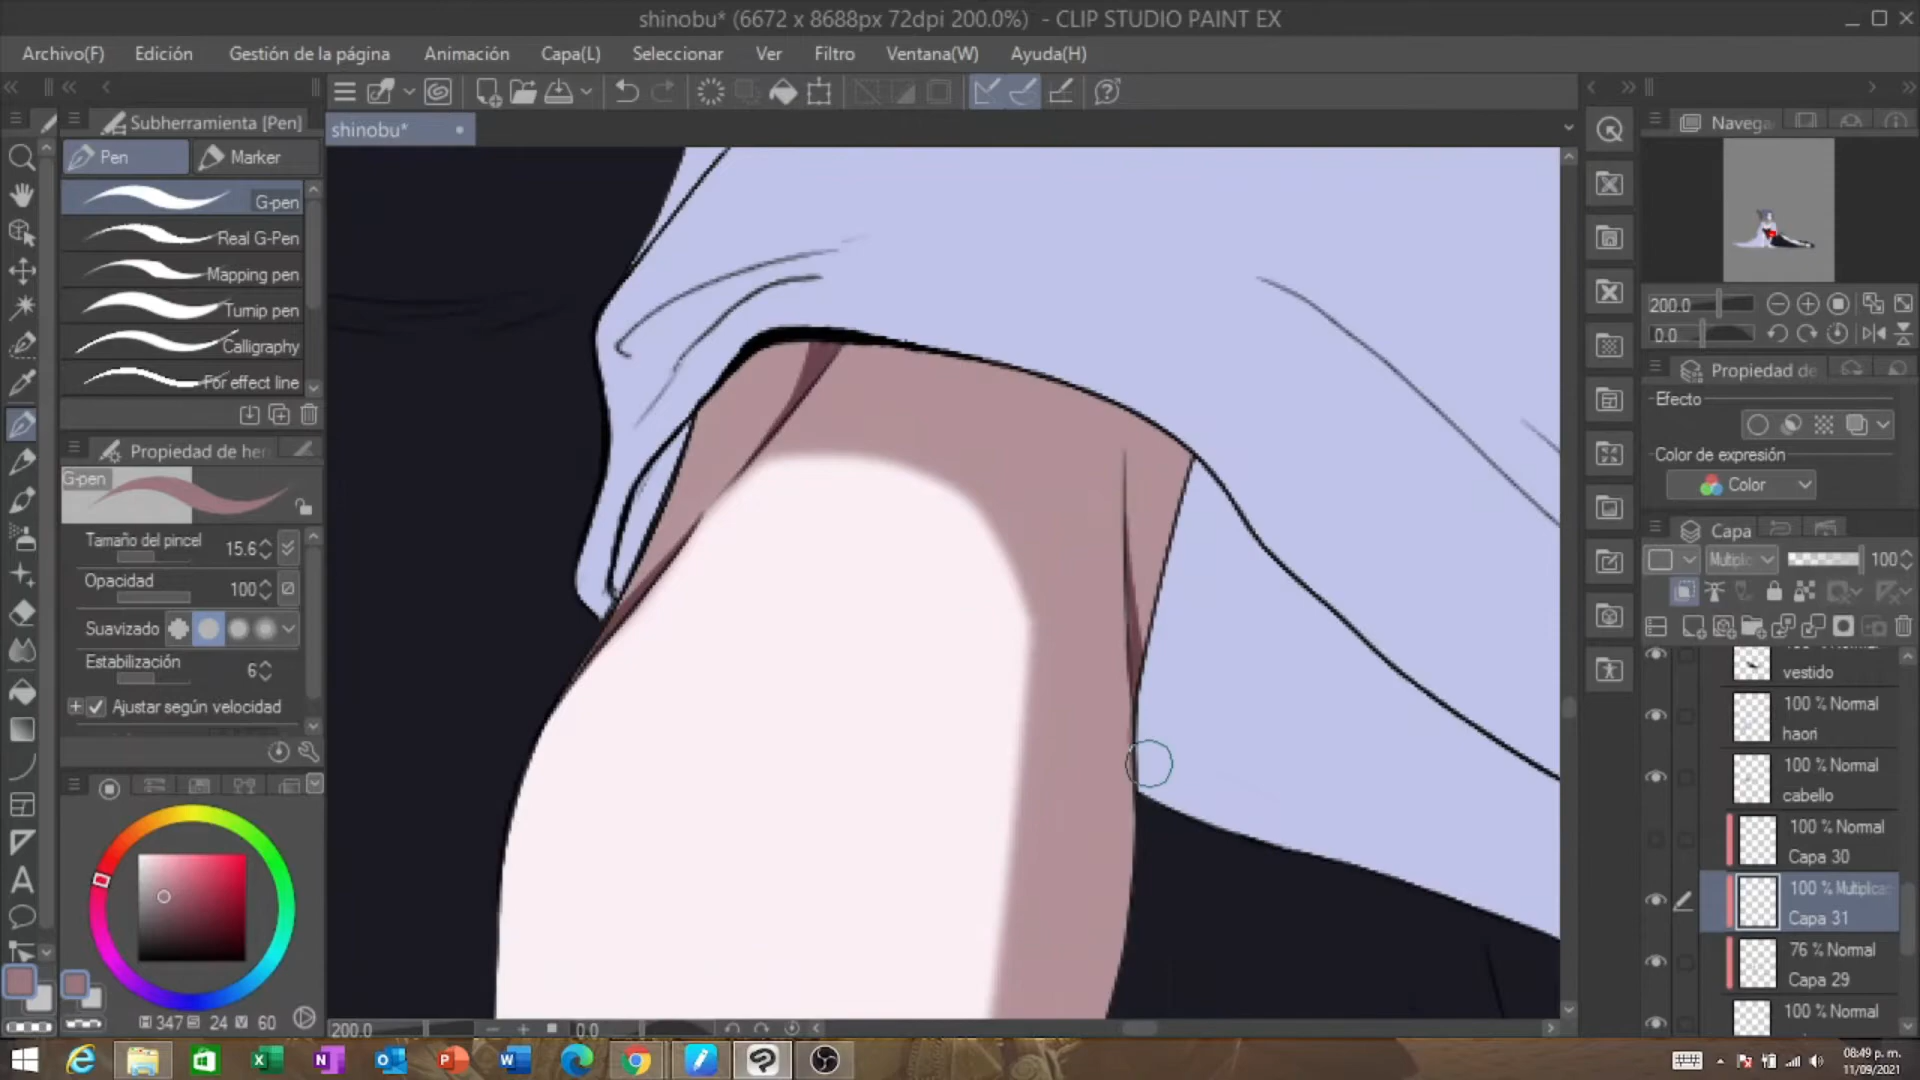 shinobu* (6672 x 8688px 72dpi 200.0%) - CLIP STUDIO PAINT EX
Archivo(F) Edición Gestión de la página Animación Capa(L) Seleccionar Ver Filtro Ventana(W) Ayuda(H)
Subherramienta [Pen]
shinobu*
Pen Marker
G-pen
Real G-Pen
Mapping pen
Turnip pen
Calligraphy
For effect line
Propiedad de her
G-pen
Tamaño del pincel 15.6
Opacidad 100
Suavizado
Estabilización 6
Ajustar según velocidad
H 347 S 24 V 60
200.0 0.0
Navega
200.0
0.0
Propiedad de
Efecto
Color de expresión
Color
Capa
Multiplic 100
vestido
100 % Normal
haori
100 % Normal
cabello
100 % Normal
Capa 30
100 % Multiplicac
Capa 31
76 % Normal
Capa 29
100 % Normal
08:49 p. m.
11/09/2021